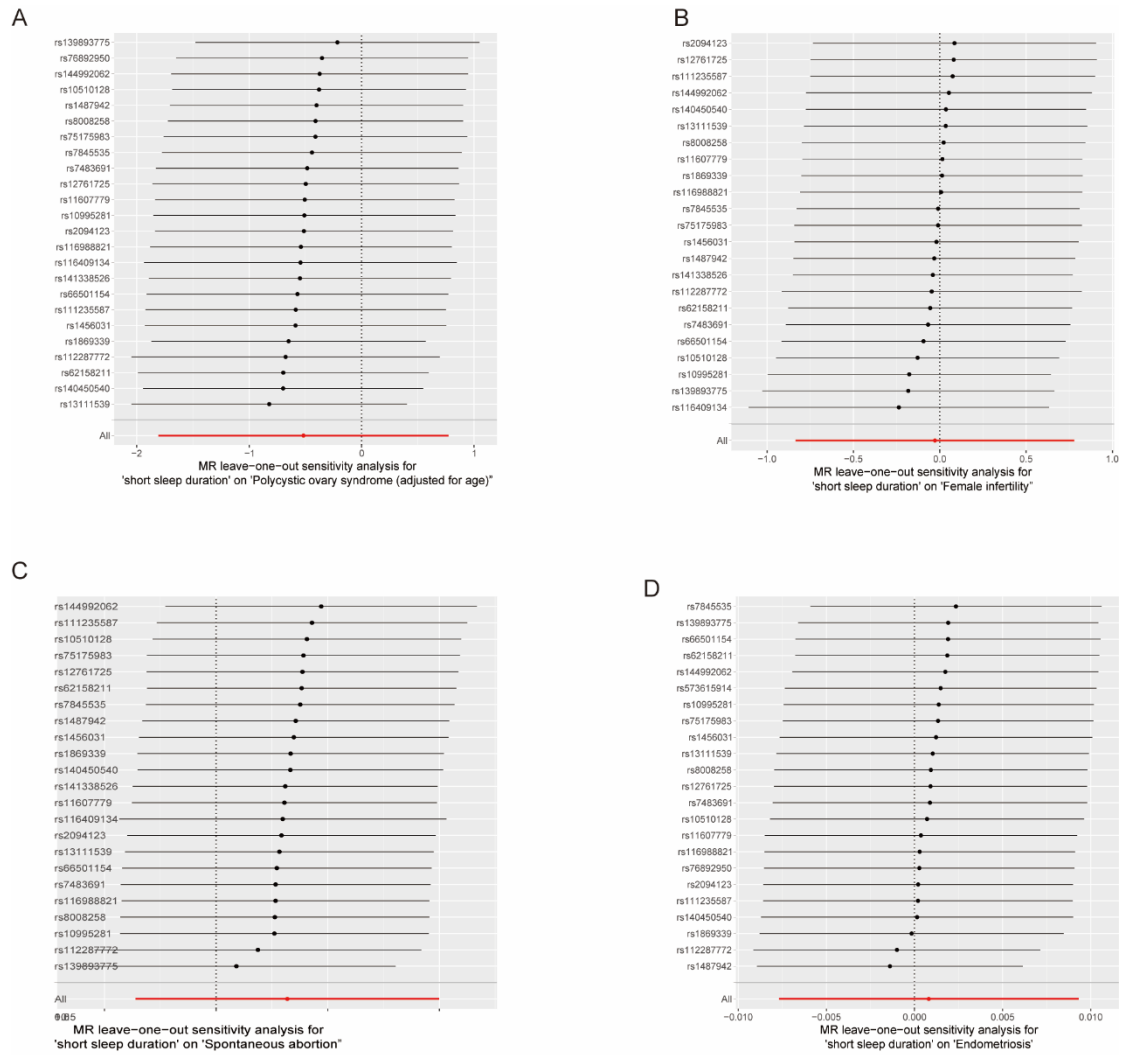 A
rs139893775
rs76892950
rs144992062
rs10510128
rs1487942
rs8008258
rs75175983
rs7845535
rs7483691
rs12761725
rs11607779
rs10995281
rs2094123
rs116988821
rs116409134
rs141338526
rs66501154
rs111235587
rs1456031
rs1869339
rs112287772
rs62158211
rs140450540
rs13111539
All
−2 −1 0 1
MR leave−one−out sensitivity analysis for
'short sleep duration' on 'Polycystic ovary syndrome (adjusted for age)"
B
rs2094123
rs12761725
rs111235587
rs144992062
rs140450540
rs13111539
rs8008258
rs11607779
rs1869339
rs116988821
rs7845535
rs75175983
rs1456031
rs1487942
rs141338526
rs112287772
rs62158211
rs7483691
rs66501154
rs10510128
rs10995281
rs139893775
rs116409134
All
−1.0 −0.5 0.0 0.5 1.0
MR leave−one−out sensitivity analysis for
'short sleep duration' on 'Female infertility"
C
rs144992062
rs111235587
rs10510128
rs75175983
rs12761725
rs62158211
rs7845535
rs1487942
rs1456031
rs1869339
rs140450540
rs141338526
rs11607779
rs116409134
rs2094123
rs13111539
rs66501154
rs7483691
rs116988821
rs8008258
rs10995281
rs112287772
rs139893775
All
MR leave−one−out sensitivity analysis for
'short sleep duration' on 'Spontaneous abortion"
D
rs7845535
rs139893775
rs66501154
rs62158211
rs144992062
rs573615914
rs10995281
rs75175983
rs1456031
rs13111539
rs8008258
rs12761725
rs7483691
rs10510128
rs11607779
rs116988821
rs76892950
rs2094123
rs111235587
rs140450540
rs1869339
rs112287772
rs1487942
All
−0.010 −0.005 0.000 0.005 0.010
MR leave−one−out sensitivity analysis for
'short sleep duration' on 'Endometriosis'